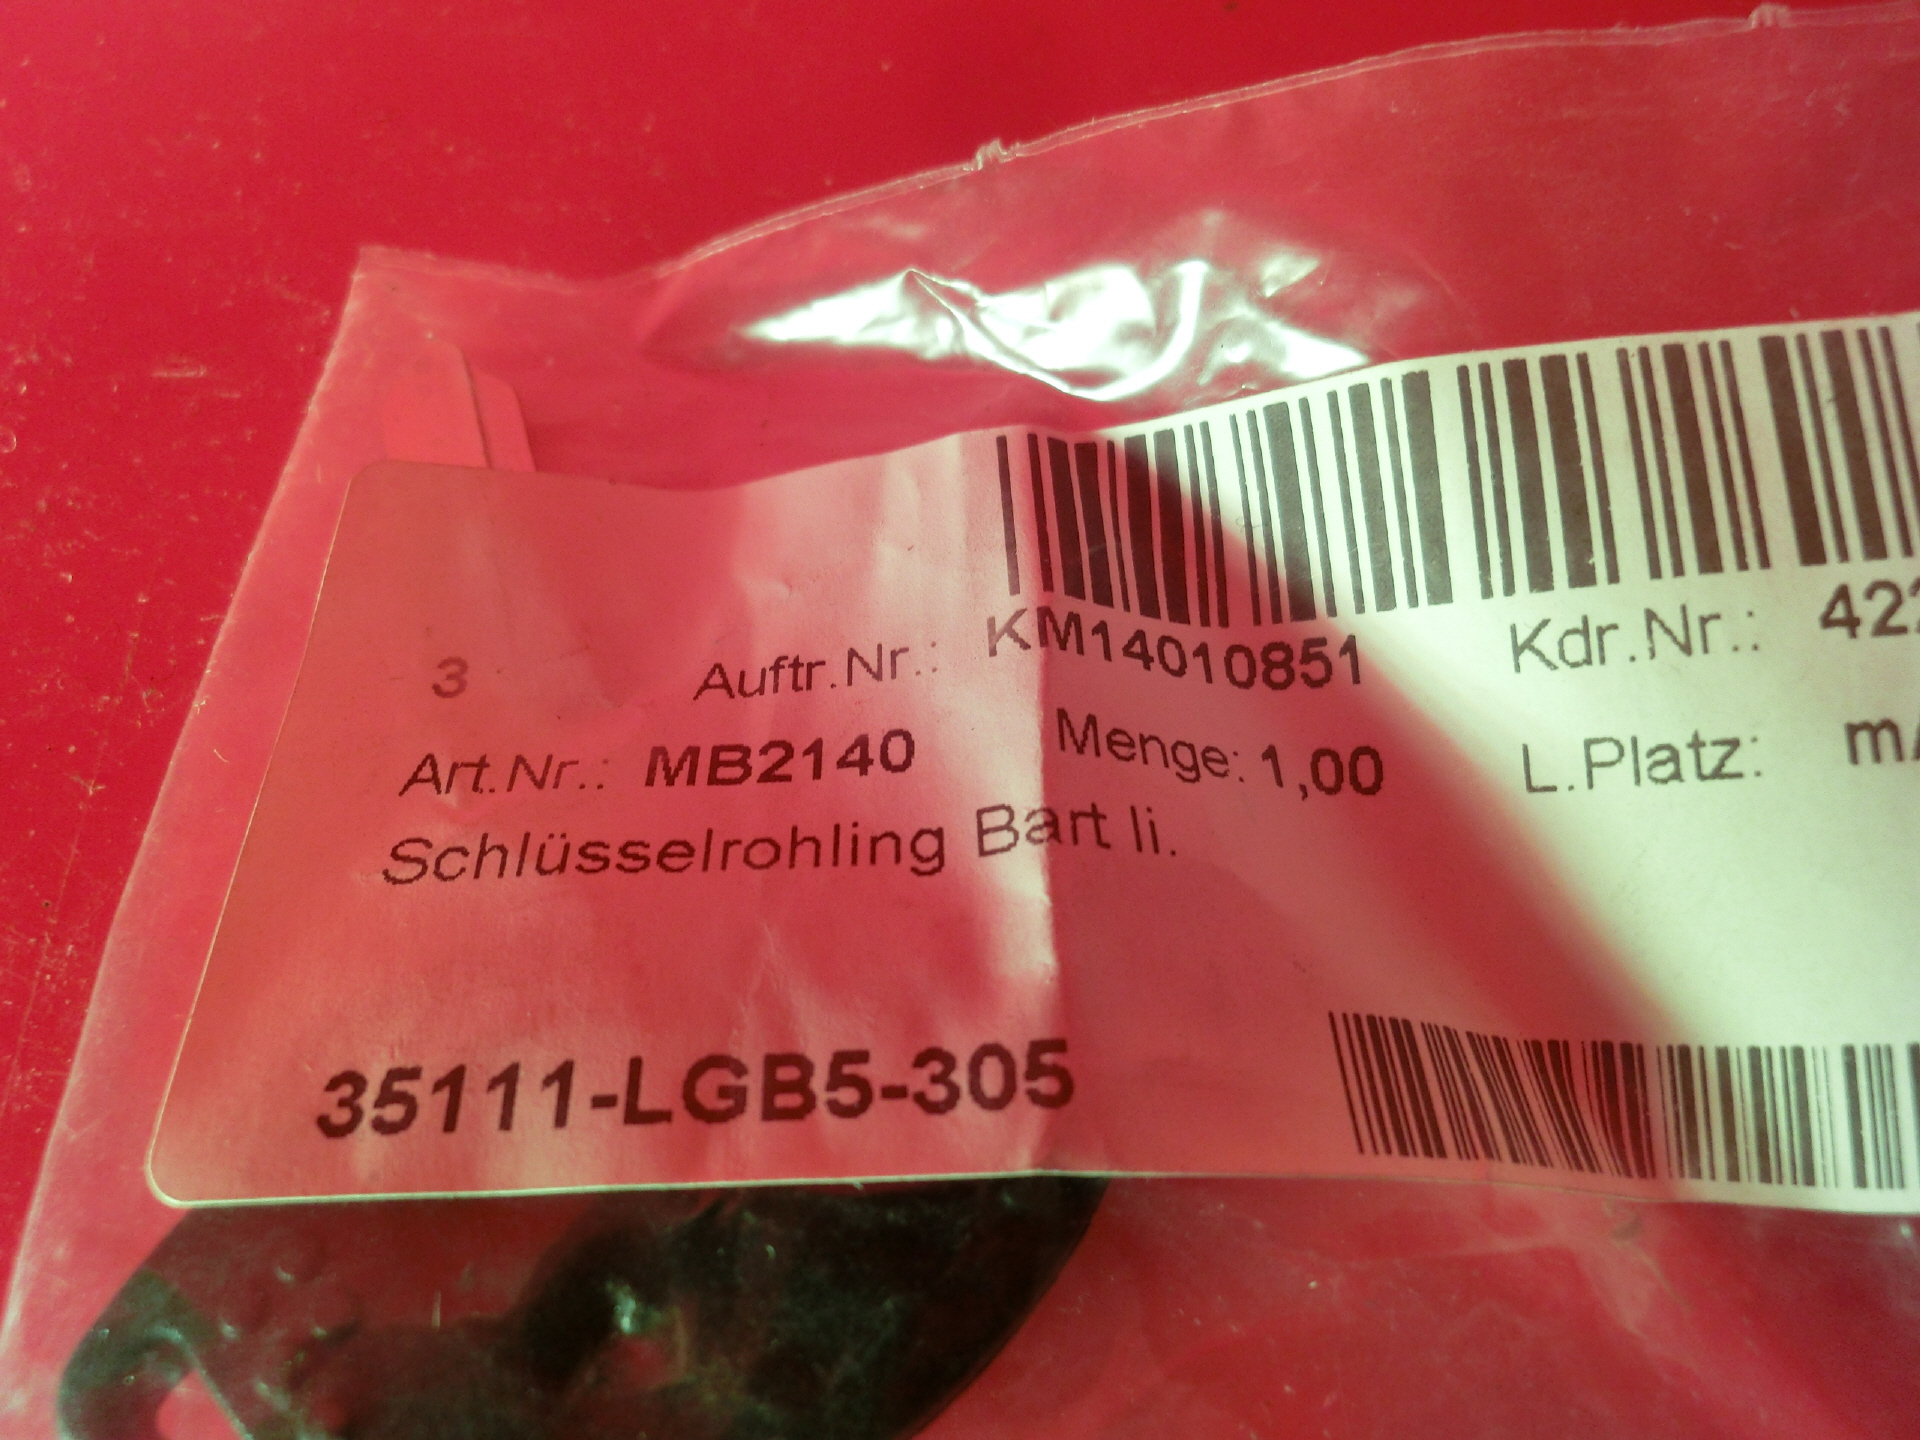 3 Auftr.Nr.: KM14010851 Kdr.Nr.: 422
Art.Nr.: MB2140 Menge: 1,00 L.Platz:
Schlüsselrohling Bart li.
35111-LGB5-305